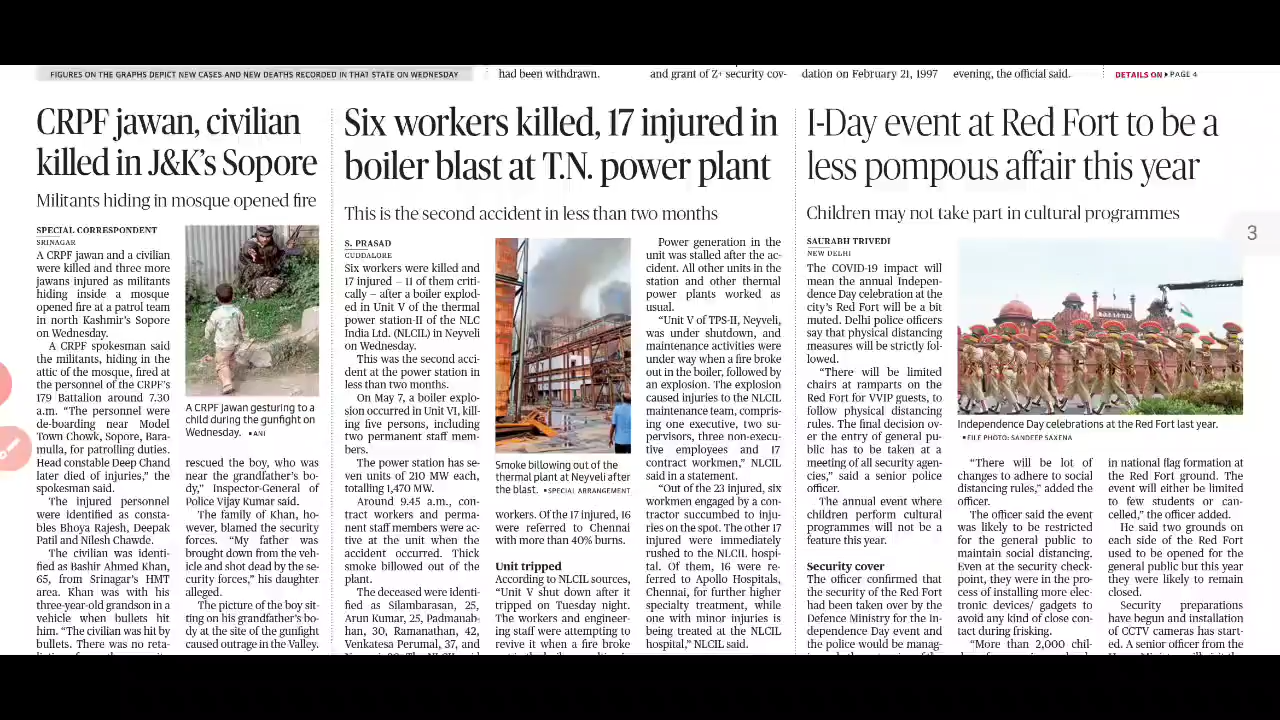 FIGURES ON THE GRAPHS DEPICT NEW CASES AND NEW DEATHS RECORDED IN THAT STATE ON WEDNESDAY
had been withdrawn.
and grant of Z+ security cov-
dation on February 21, 1997
evening, the official said.
DETAILS ON ▶ PAGE 4
CRPF jawan, civilian
killed in J&K's Sopore
Militants hiding in mosque opened fire
SPECIAL CORRESPONDENT
SRINAGAR
A CRPF jawan and a civilian
were killed and three more
jawans injured as militants
hiding inside a mosque
opened fire at a patrol team
in north Kashmir's Sopore
on Wednesday.
A CRPF spokesman said
the militants, hiding in the
attic of the mosque, fired at
the personnel of the CRPF's
179 Battalion around 7.30
a.m. “The personnel were
de-boarding near Model
Town Chowk, Sopore, Bara-
mulla, for patrolling duties.
Head constable Deep Chand
later died of injuries,” the
spokesman said.
The injured personnel
were identified as consta-
bles Bhoya Rajesh, Deepak
Patil and Nilesh Chawde.
The civilian was identi-
fied as Bashir Ahmed Khan,
65, from Srinagar's HMT
area. Khan was with his
three-year-old grandson in a
vehicle when bullets hit
him. “The civilian was hit by
bullets. There was no reta-
A CRPF jawan gesturing to a
child during the gunfight on
Wednesday. •ANI
rescued the boy, who was
near the grandfather's bo-
dy,” Inspector-General of
Police Vijay Kumar said.
The family of Khan, ho-
wever, blamed the security
forces. “My father was
brought down from the veh-
icle and shot dead by the se-
curity forces,” his daughter
alleged.
The picture of the boy sit-
ting on his grandfather's bo-
dy at the site of the gunfight
caused outrage in the Valley.
Six workers killed, 17 injured in
boiler blast at T.N. power plant
This is the second accident in less than two months
S. PRASAD
CUDDALORE
Six workers were killed and
17 injured – 11 of them criti-
cally – after a boiler explod-
ed in Unit V of the thermal
power station-II of the NLC
India Ltd. (NLCIL) in Neyveli
on Wednesday.
This was the second acci-
dent at the power station in
less than two months.
On May 7, a boiler explo-
sion occurred in Unit VI, kill-
ing five persons, including
two permanent staff mem-
bers.
The power station has se-
ven units of 210 MW each,
totalling 1,470 MW.
Around 9.45 a.m., con-
tract workers and perma-
nent staff members were ac-
tive at the unit when the
accident occurred. Thick
smoke billowed out of the
plant.
The deceased were identi-
fied as Silambarasan, 25,
Arun Kumar, 25, Padmanab-
han, 30, Ramanathan, 42,
Venkatesa Perumal, 37, and
Smoke billowing out of the
thermal plant at Neyveli after
the blast. •SPECIAL ARRANGEMENT
workers. Of the 17 injured, 16
were referred to Chennai
with more than 40% burns.
Unit tripped
According to NLCIL sources,
“Unit V shut down after it
tripped on Tuesday night.
The workers and engineer-
ing staff were attempting to
revive it when a fire broke
Power generation in the
unit was stalled after the ac-
cident. All other units in the
station and other thermal
power plants worked as
usual.
“Unit V of TPS-II, Neyveli,
was under shutdown, and
maintenance activities were
under way when a fire broke
out in the boiler, followed by
an explosion. The explosion
caused injuries to the NLCIL
maintenance team, compris-
ing one executive, two su-
pervisors, three non-execu-
tive employees and 17
contract workmen,” NLCIL
said in a statement.
“Out of the 23 injured, six
workmen engaged by a con-
tractor succumbed to inju-
ries on the spot. The other 17
injured were immediately
rushed to the NLCIL hospi-
tal. Of them, 16 were re-
ferred to Apollo Hospitals,
Chennai, for further higher
specialty treatment, while
one with minor injuries is
being treated at the NLCIL
hospital,” NLCIL said.
I-Day event at Red Fort to be a
less pompous affair this year
Children may not take part in cultural programmes
SAURABH TRIVEDI
NEW DELHI
The COVID-19 impact will
mean the annual Indepen-
dence Day celebration at the
city's Red Fort will be a bit
muted. Delhi police officers
say that physical distancing
measures will be strictly fol-
lowed.
“There will be limited
chairs at ramparts on the
Red Fort for VVIP guests, to
follow physical distancing
rules. The final decision ov-
er the entry of general pu-
blic has to be taken at a
meeting of all security agen-
cies,” said a senior police
officer.
The annual event where
children perform cultural
programmes will not be a
feature this year.
Security cover
The officer confirmed that
the security of the Red Fort
had been taken over by the
Defence Ministry for the In-
dependence Day event and
the police would be manag-
Independence Day celebrations at the Red Fort last year.
•FILE PHOTO: SANDEEP SAXENA
“There will be lot of
changes to adhere to social
distancing rules,” added the
officer.
The officer said the event
was likely to be restricted
for the general public to
maintain social distancing.
Even at the security check-
point, they were in the pro-
cess of installing more elec-
tronic devices/ gadgets to
avoid any kind of close con-
tact during frisking.
“More than 2,000 chil-
in national flag formation at
the Red Fort ground. The
event will either be limited
to few students or can-
celled,” the officer added.
He said two grounds on
each side of the Red Fort
used to be opened for the
general public but this year
they were likely to remain
closed.
Security preparations
have begun and installation
of CCTV cameras has start-
ed. A senior officer from the
3